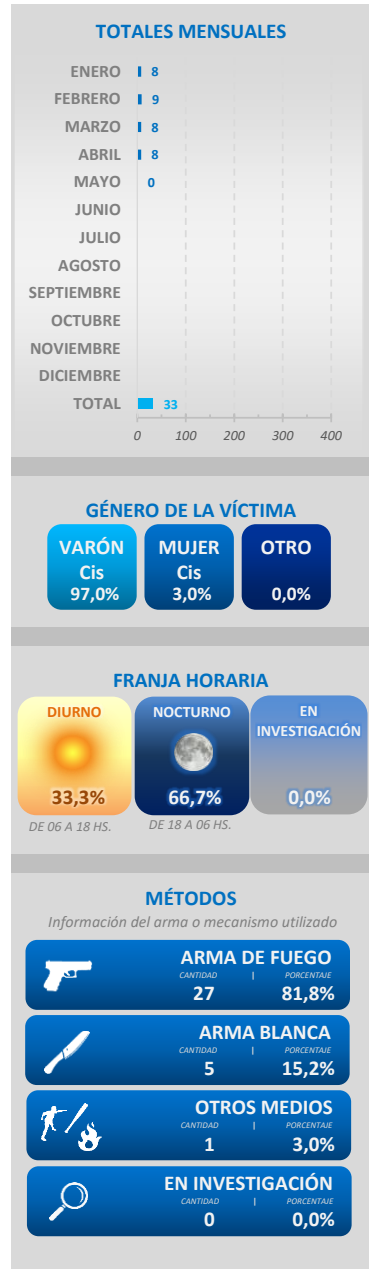 TOTALES MENSUALES
ENERO 8
FEBRERO 9
MARZO 8
ABRIL 8
MAYO 0
JUNIO
JULIO
AGOSTO
SEPTIEMBRE
OCTUBRE
NOVIEMBRE
DICIEMBRE
TOTAL 33
0 100 200 300 400
GÉNERO DE LA VÍCTIMA
VARÓN MUJER OTRO
Cis Cis
97,0% 3,0% 0,0%
FRANJA HORARIA
DIURNO NOCTURNO EN
INVESTIGACIÓN
33,3% 66,7% 0,0%
DE 06 A 18 HS. DE 18 A 06 HS.
MÉTODOS
Información del arma o mecanismo utilizado
ARMA DE FUEGO
CANTIDAD | PORCENTAJE
27 81,8%
ARMA BLANCA
CANTIDAD | PORCENTAJE
5 15,2%
OTROS MEDIOS
CANTIDAD | PORCENTAJE
1 3,0%
EN INVESTIGACIÓN
CANTIDAD | PORCENTAJE
0 0,0%